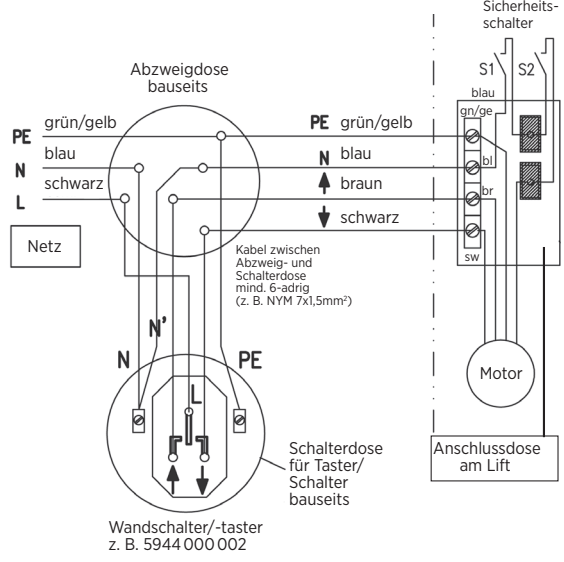 Sicherheits-
schalter
S1
S2
Abzweigdose
bauseits
blau
gn/ge
PE
grün/gelb
PE
grün/gelb
N
blau
N
blau
bl
L
schwarz
braun
br
schwarz
sw
Netz
Kabel zwischen
Abzweig- und
Schalterdose
mind. 6-adrig
(z. B. NYM 7x1,5mm²)
N'
N
PE
L
Motor
Anschlussdose
am Lift
Schalterdose
für Taster/
Schalter
bauseits
Wandschalter/-taster
z. B. 5944 000 002